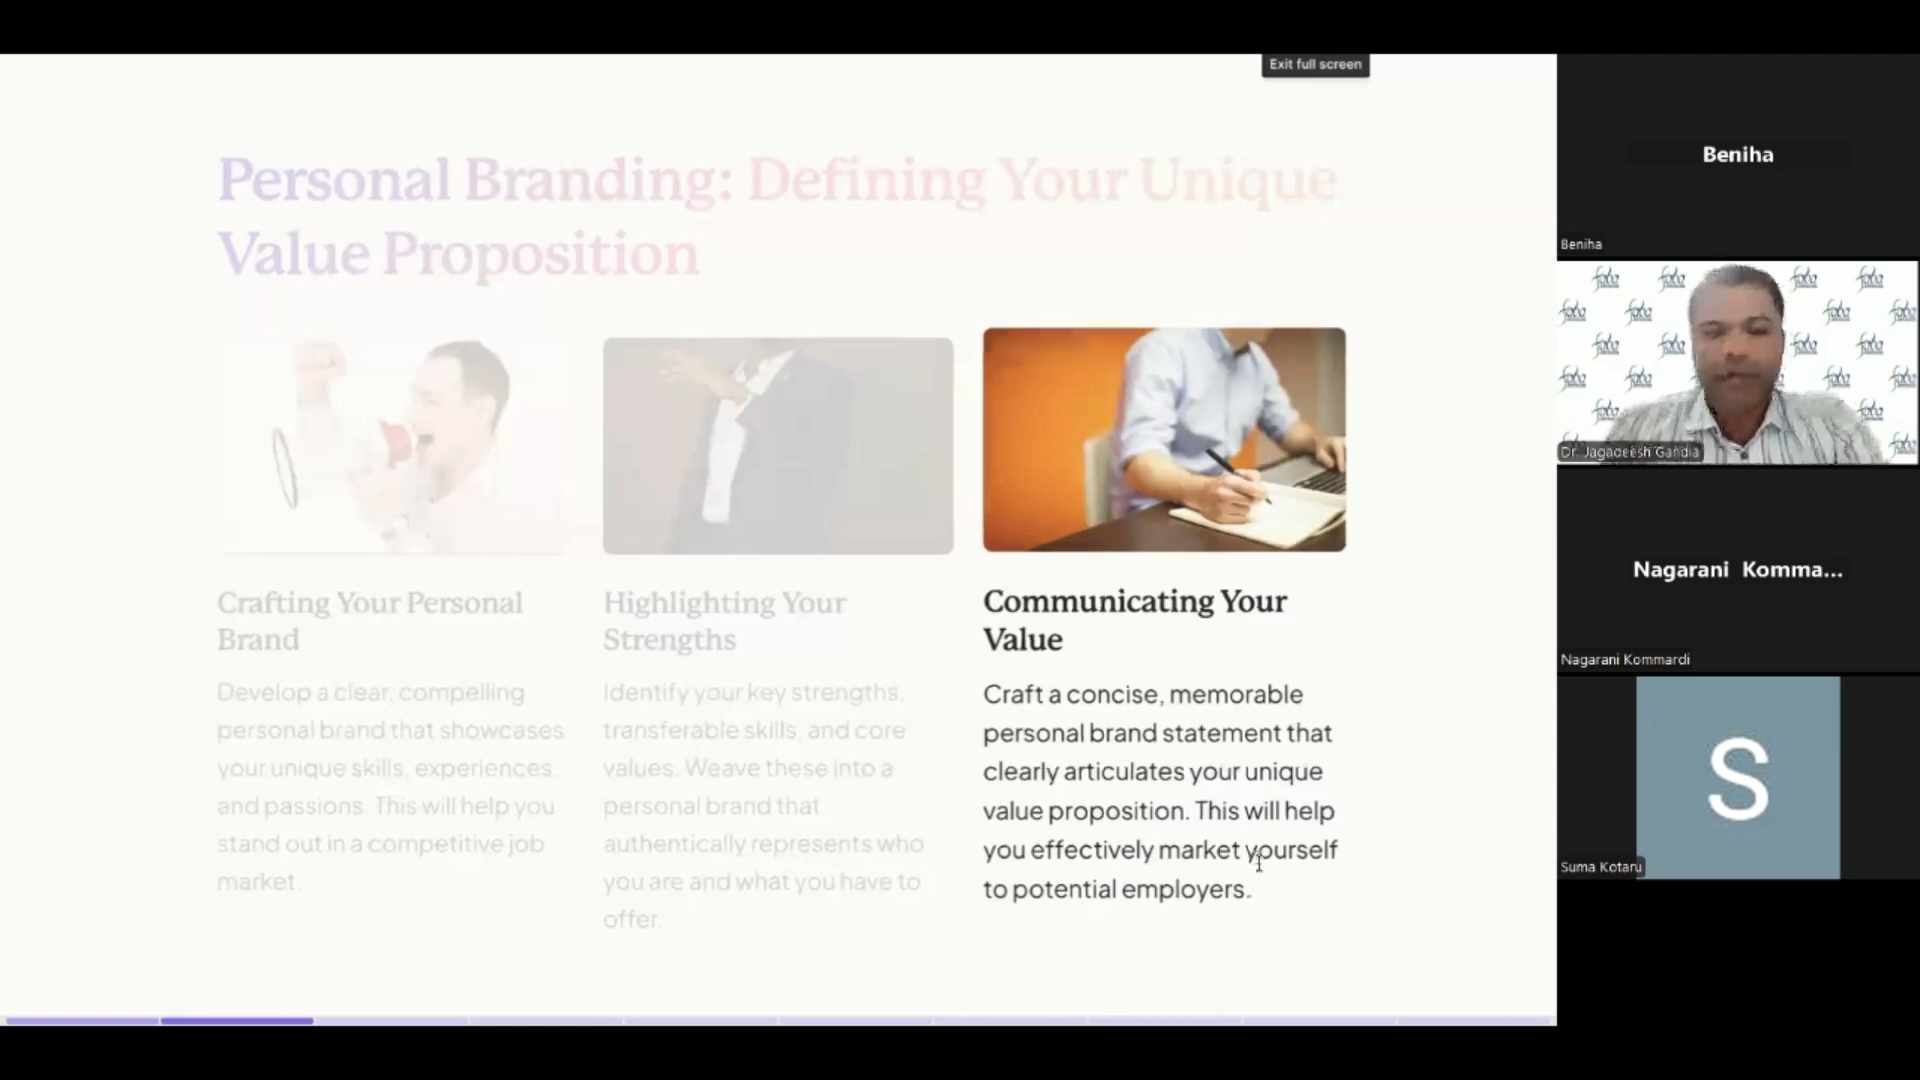 Exit full screen
Personal Branding: Defining Your Unique
Value Proposition
Crafting Your Personal
Brand
Develop a clear, compelling
personal brand that showcases
your unique skills, experiences,
and passions. This will help you
stand out in a competitive job
market.
Highlighting Your
Strengths
Identify your key strengths,
transferable skills, and core
values. Weave these into a
personal brand that
authentically represents who
you are and what you have to
offer.
Communicating Your
Value
Craft a concise, memorable
personal brand statement that
clearly articulates your unique
value proposition. This will help
you effectively market yourself
to potential employers.
Beniha
Beniha
Dr. Jagadeesh Gandla
Nagarani Komma...
Nagarani Kommardi
S
Suma Kotaru